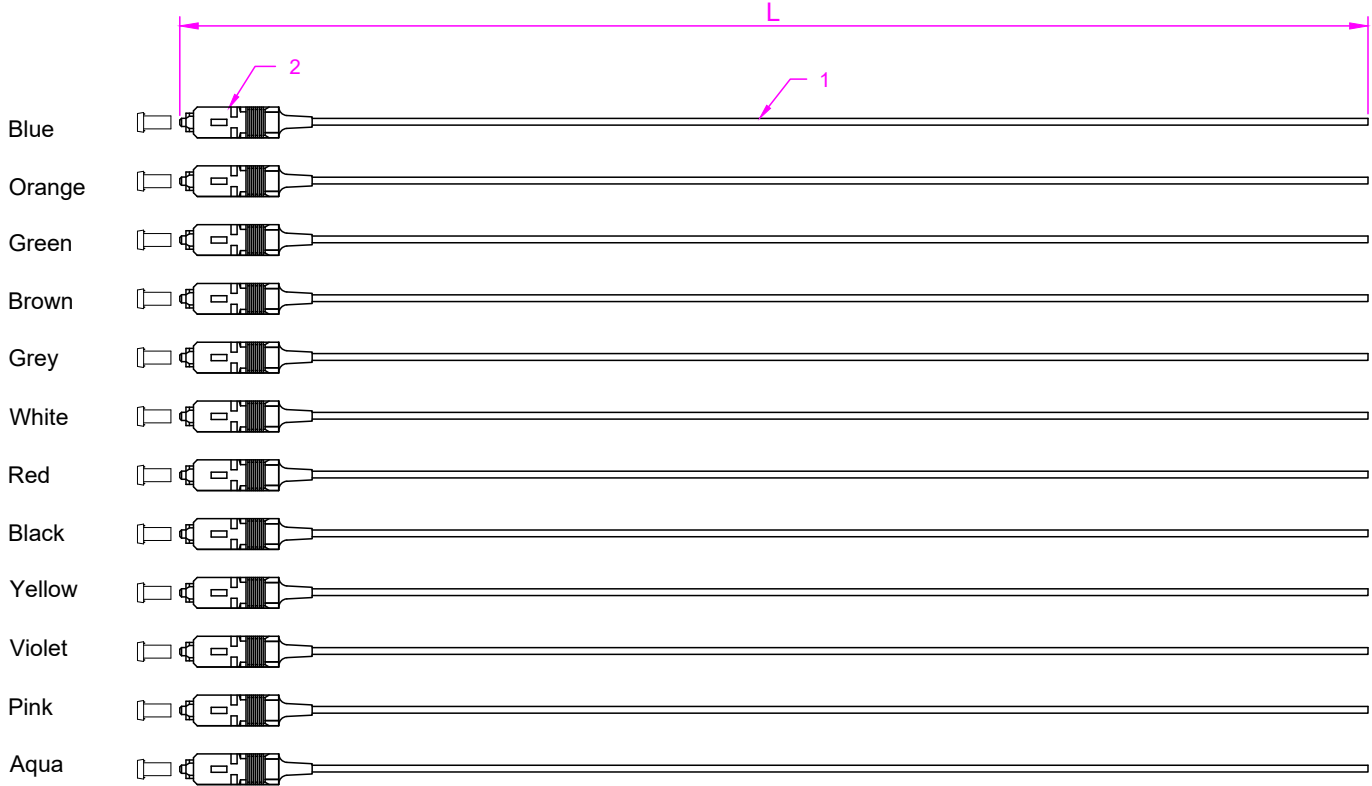 L
2
1
Blue
Orange
Green
Brown
Grey
White
Red
Black
Yellow
Violet
Pink
Aqua